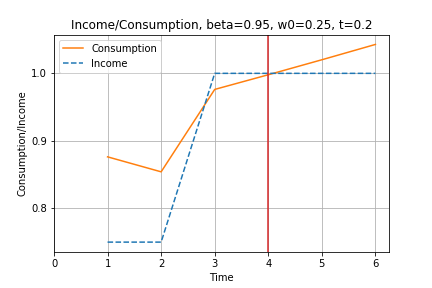 Income/Consumption, beta=0.95, w0=0.25, t=0.2
Consumption
Income
Consumption/Income
1.0
0.9
0.8
0 1 2 3 4 5 6
Time